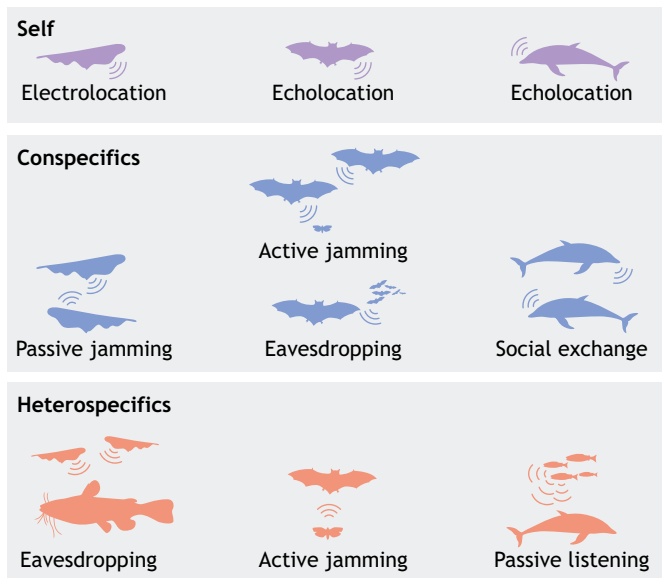 Self
Electrolocation
Echolocation
Echolocation
Conspecifics
Active jamming
Passive jamming
Eavesdropping
Social exchange
Heterospecifics
Eavesdropping
Active jamming
Passive listening